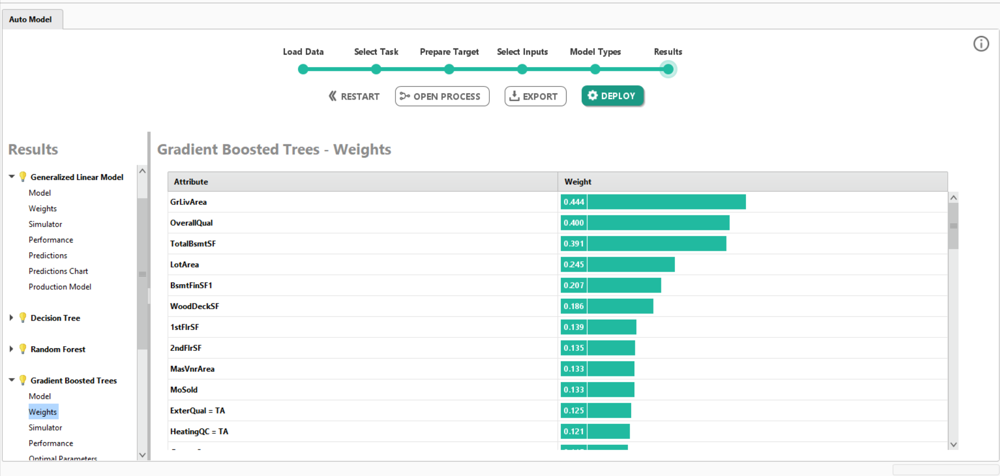 Auto Model
Load Data Select Task Prepare Target Select Inputs Model Types Results
RESTART OPEN PROCESS EXPORT DEPLOY
Results
Generalized Linear Model
Model
Weights
Simulator
Performance
Predictions
Predictions Chart
Production Model
Decision Tree
Random Forest
Gradient Boosted Trees
Model
Weights
Simulator
Performance
Optimal Parameters
Gradient Boosted Trees - Weights
Attribute Weight
GrLivArea 0.444
OverallQual 0.400
TotalBsmtSF 0.391
LotArea 0.245
BsmtFinSF1 0.207
WoodDeckSF 0.186
1stFlrSF 0.139
2ndFlrSF 0.135
MasVnrArea 0.133
MoSold 0.133
ExterQual = TA 0.125
HeatingQC = TA 0.121